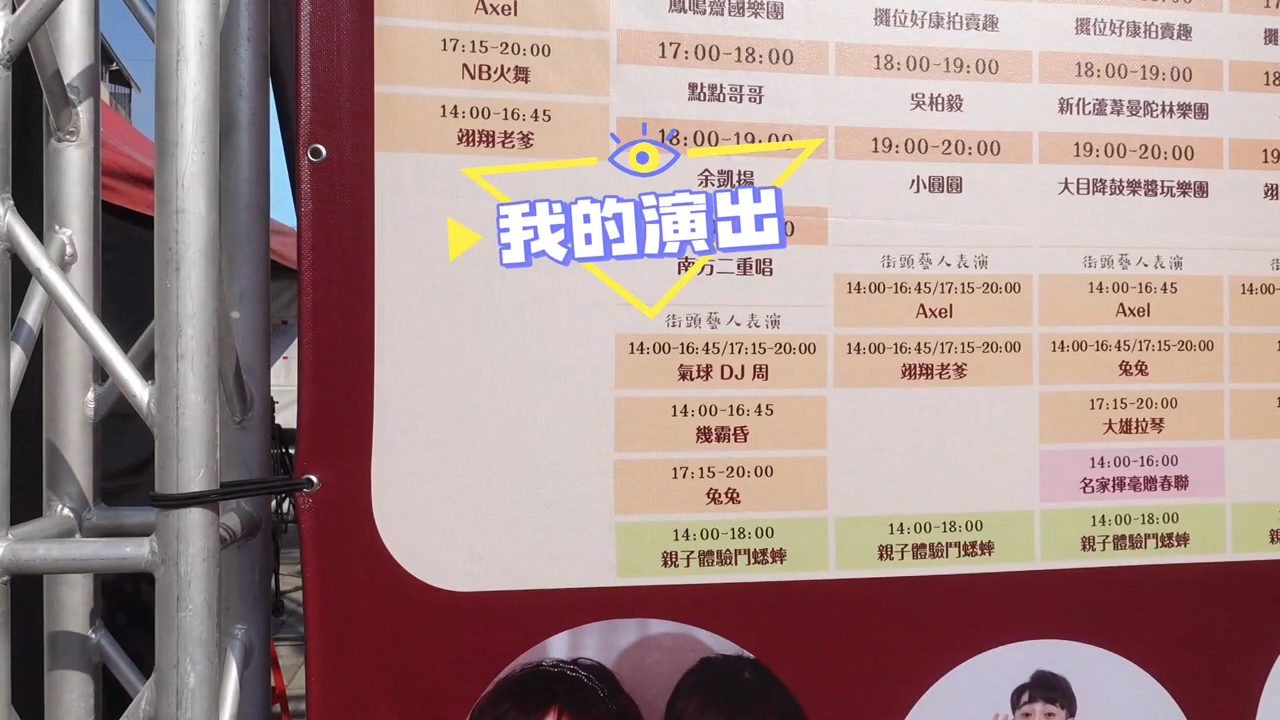 Axel
17:15-20:00
NB火舞
14:00-16:45
翊翔老爹
鳳鳴齋國樂團
17:00-18:00
點點哥哥
18:00-19:00
余凱揚
我的演出
南方二重唱
街頭藝人表演
14:00-16:45/17:15-20:00
氣球 DJ 周
14:00-16:45
幾霸昏
17:15-20:00
兔兔
14:00-18:00
親子體驗鬥蟋蟀
攤位好康拍賣趣
18:00-19:00
吳柏毅
19:00-20:00
小圓圓
街頭藝人表演
14:00-16:45/17:15-20:00
Axel
14:00-16:45/17:15-20:00
翊翔老爹
14:00-18:00
親子體驗鬥蟋蟀
攤位好康拍賣趣
18:00-19:00
新化蘆葦曼陀林樂團
19:00-20:00
大目降鼓樂醬玩樂團
街頭藝人表演
14:00-16:45
Axel
14:00-16:45/17:15-20:00
兔兔
17:15-20:00
大雄拉琴
14:00-16:00
名家揮毫贈春聯
14:00-18:00
親子體驗鬥蟋蟀